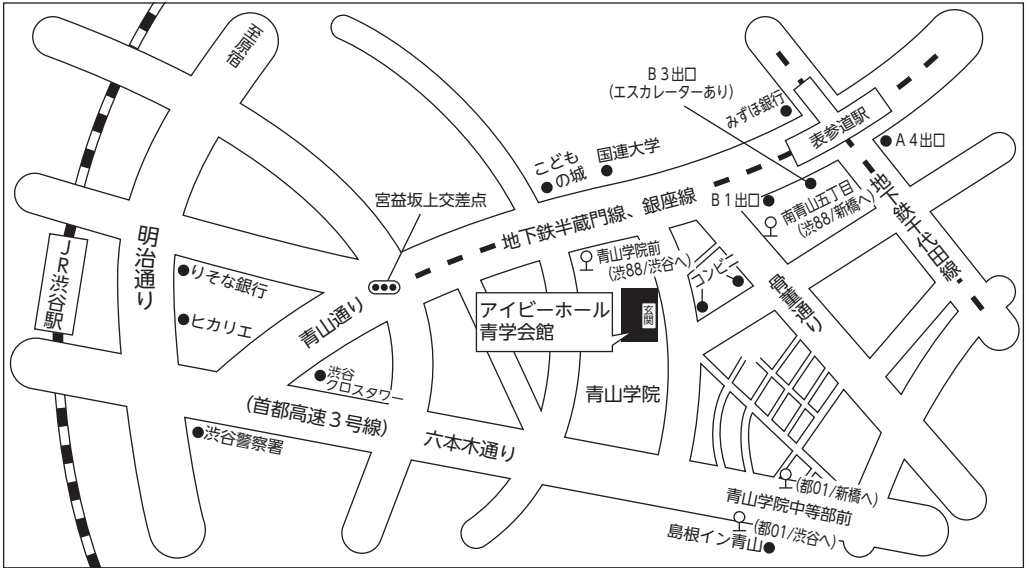 至原宿
B3出口
(エスカレーターあり)
みずほ銀行
表参道駅
A4出口
こども
の城
国連大学
宮益坂上交差点
B1出口
南青山五丁目
(渋88/新橋へ)
地下鉄千代田線
地下鉄半蔵門線、銀座線
明治通り
JR渋谷駅
りそな銀行
ヒカリエ
青山通り
青山学院前
(渋88/渋谷へ)
コンビニ
骨董通り
アイビーホール
青学会館
玄関
渋谷
クロスタワー
青山学院
(首都高速3号線)
六本木通り
渋谷警察署
(都01/新橋へ)
青山学院中等部前
(都01/渋谷へ)
島根イン青山